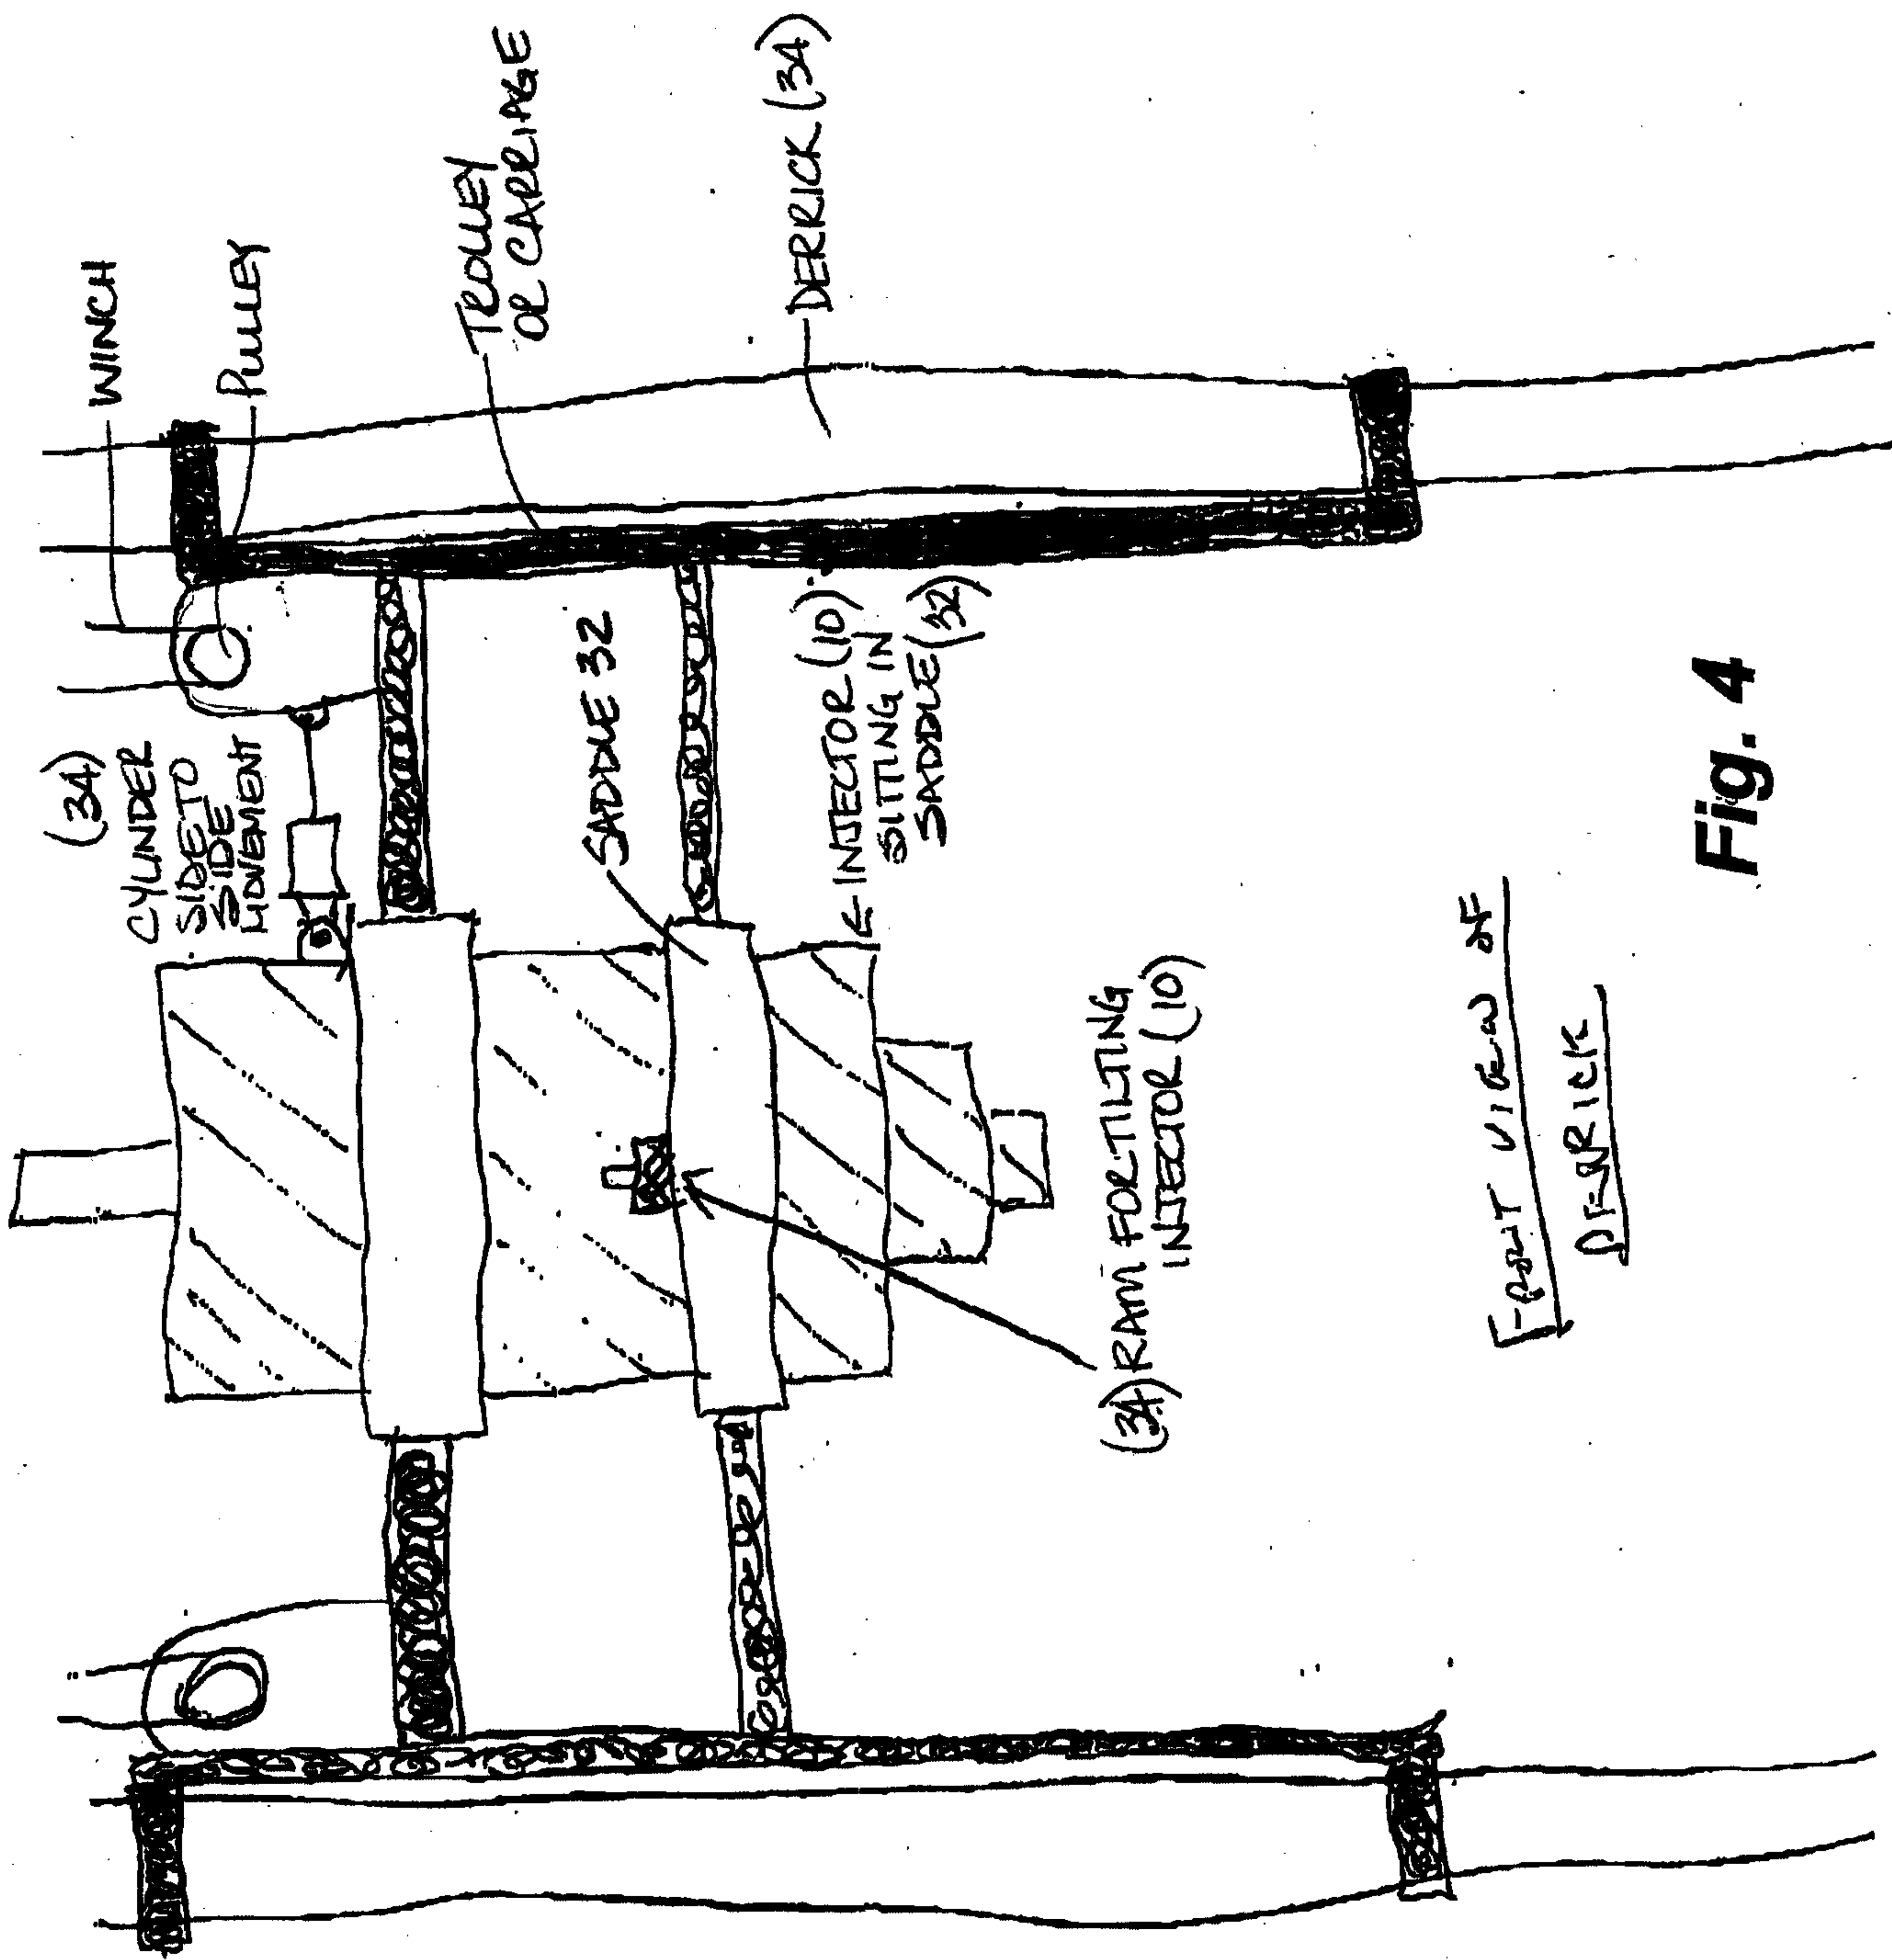 WINCH
PULLEY
TROLLEY
OR CARRIAGE
DERRICK (34)
(34)
CYLINDER
SIDE TO
SIDE
MOVEMENT
SADDLE 32
INJECTOR (10)
SITTING IN
SADDLE (32)
(34) RAM FOR TILTING
INJECTOR (10)
FRONT VIEW OF
DERRICK
Fig. 4